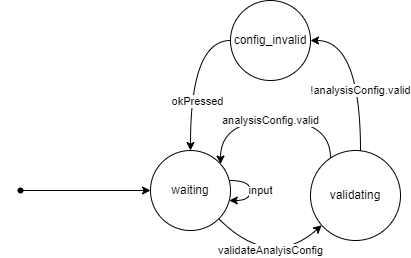 config_invalid
!analysisConfig.valid
okPressed
analysisConfig.valid
waiting
input
validating
validateAnalyisConfig